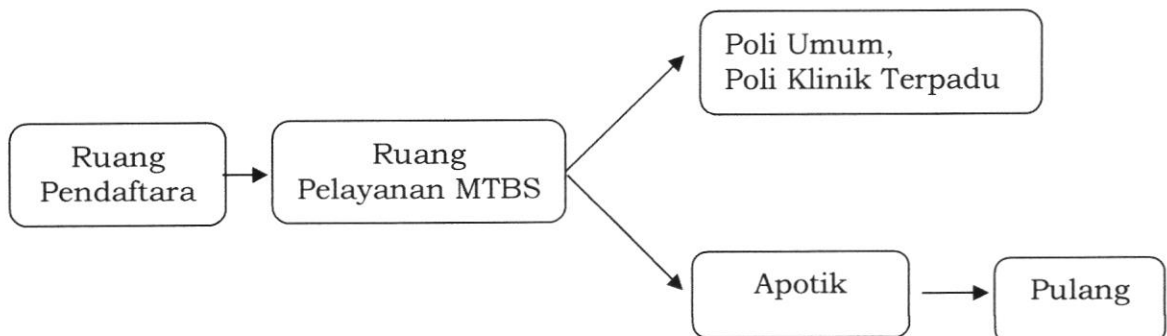 Poli Umum,
Poli Klinik Terpadu
Ruang
Pendaftara
Ruang
Pelayanan MTBS
Apotik
Pulang